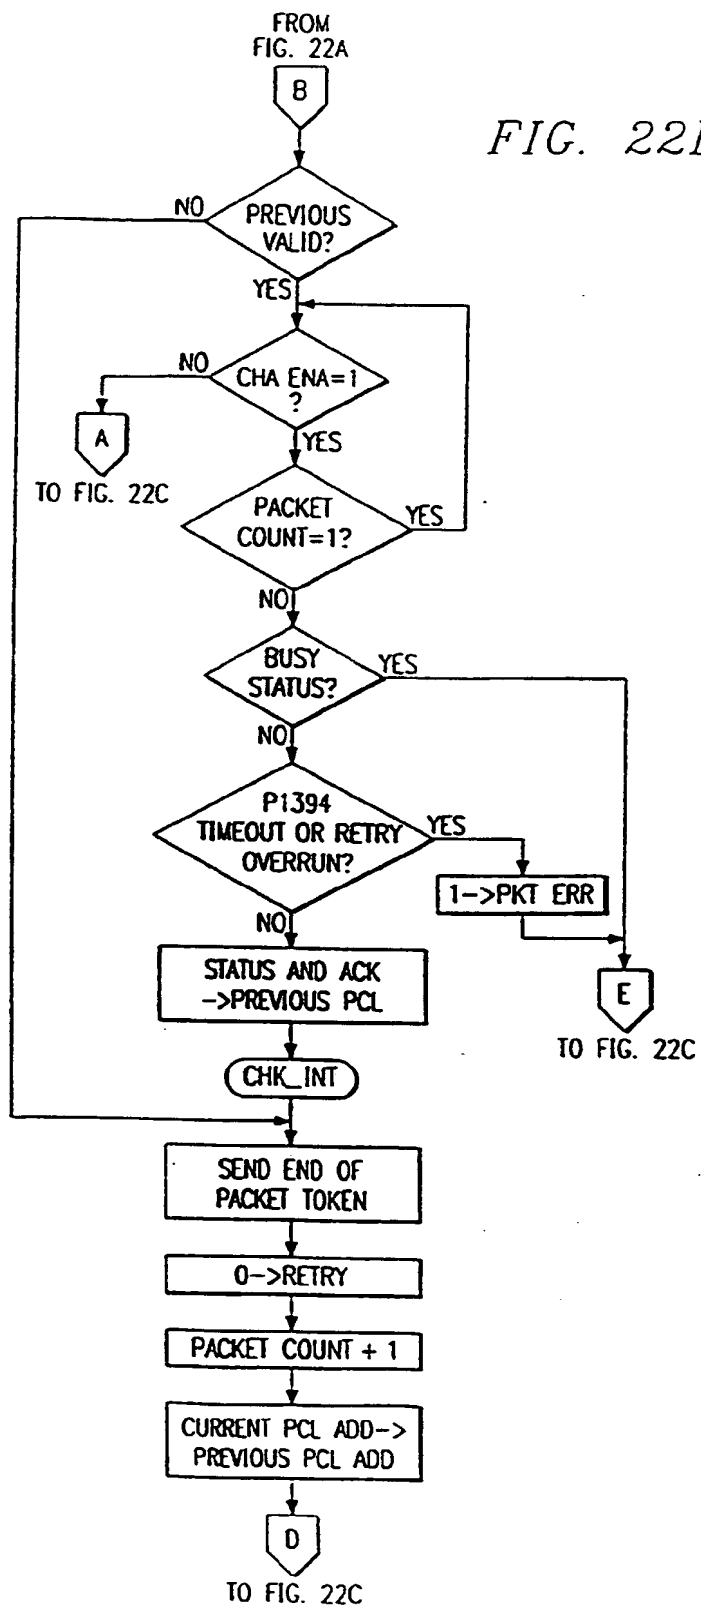 FROM
FIG. 22A
B
FIG. 22
PREVIOUS
VALID?
NO
YES
CHA ENA=1
?
NO
A
TO FIG. 22C
YES
PACKET
COUNT=1?
YES
NO
BUSY
STATUS?
YES
NO
P1394
TIMEOUT OR RETRY
OVERRUN?
YES
1->PKT ERR
NO
E
TO FIG. 22C
STATUS AND ACK
->PREVIOUS PCL
CHK_INT
SEND END OF
PACKET TOKEN
0->RETRY
PACKET COUNT + 1
CURRENT PCL ADD->
PREVIOUS PCL ADD
D
TO FIG. 22C